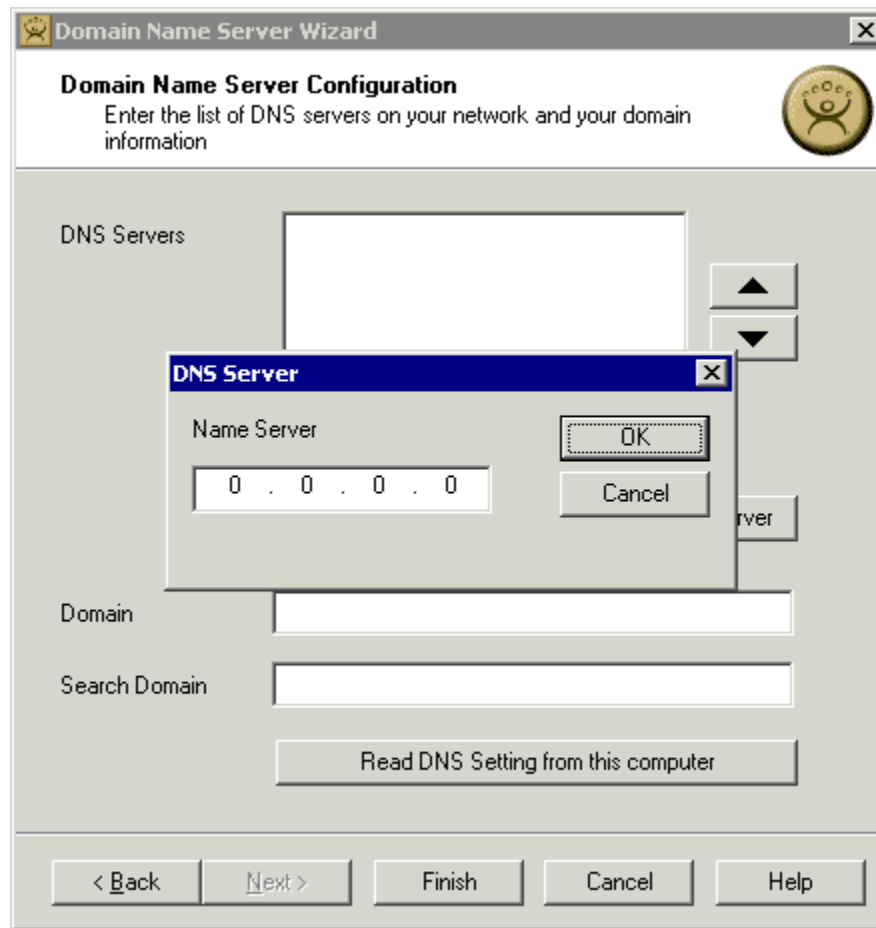 Domain Name Server Wizard
Domain Name Server Configuration
Enter the list of DNS servers on your network and your domain
information
DNS Servers
DNS Server
Name Server
OK
0 . 0 . 0 . 0
Cancel
rver
Domain
Search Domain
Read DNS Setting from this computer
< Back
Next >
Finish
Cancel
Help